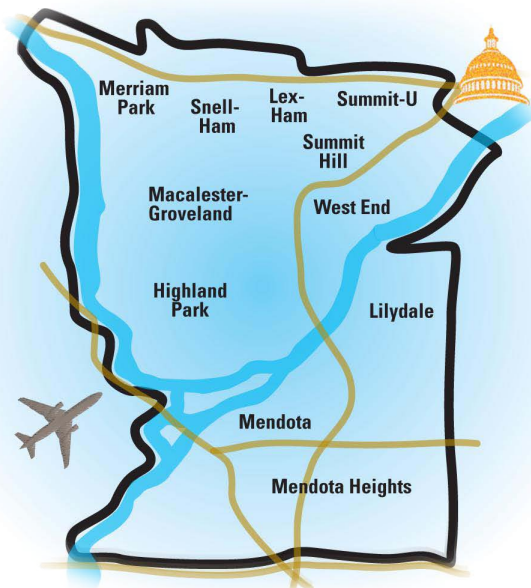 Merriam
Park
Snell-
Ham
Lex-
Ham
Summit-U
Summit
Hill
Macalester-
Groveland
West End
Highland
Park
Lilydale
Mendota
Mendota Heights